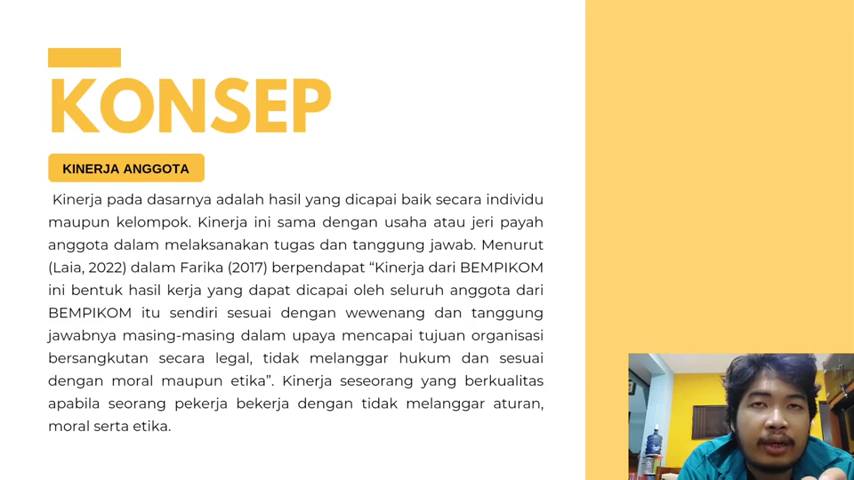 KONSEP
KINERJA ANGGOTA
Kinerja pada dasarnya adalah hasil yang dicapai baik secara individu
maupun kelompok. Kinerja ini sama dengan usaha atau jeri payah
anggota dalam melaksanakan tugas dan tanggung jawab. Menurut
(Laia, 2022) dalam Farika (2017) berpendapat “Kinerja dari BEMPIKOM
ini bentuk hasil kerja yang dapat dicapai oleh seluruh anggota dari
BEMPIKOM itu sendiri sesuai dengan wewenang dan tanggung
jawabnya masing-masing dalam upaya mencapai tujuan organisasi
bersangkutan secara legal, tidak melanggar hukum dan sesuai
dengan moral maupun etika”. Kinerja seseorang yang berkualitas
apabila seorang pekerja bekerja dengan tidak melanggar aturan,
moral serta etika.